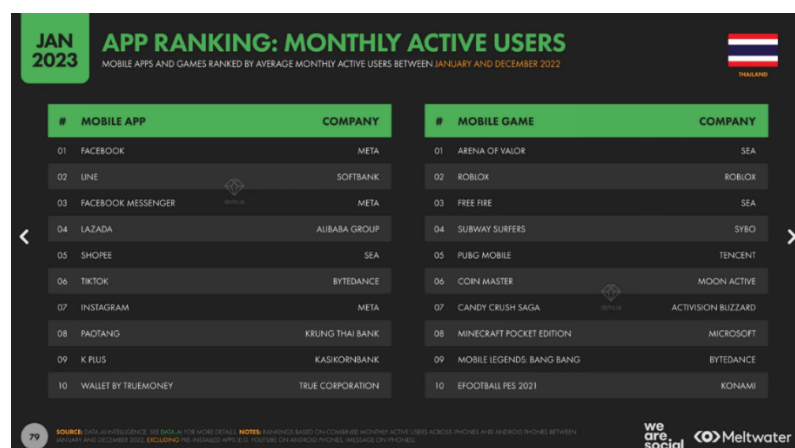 JAN
2023
APP RANKING: MONTHLY ACTIVE USERS
MOBILE APPS AND GAMES RANKED BY AVERAGE MONTHLY ACTIVE USERS BETWEEN JANUARY AND DECEMBER 2022
THAILAND
# MOBILE APP COMPANY
01 FACEBOOK META
02 LINE SOFTBANK
03 FACEBOOK MESSENGER META
04 LAZADA ALIBABA GROUP
05 SHOPEE SEA
06 TIKTOK BYTEDANCE
07 INSTAGRAM META
08 PAOTANG KRUNG THAI BANK
09 K PLUS KASIKORNBANK
10 WALLET BY TRUEMONEY TRUE CORPORATION
data.ai
# MOBILE GAME COMPANY
01 ARENA OF VALOR SEA
02 ROBLOX ROBLOX
03 FREE FIRE SEA
04 SUBWAY SURFERS SYBO
05 PUBG MOBILE TENCENT
06 COIN MASTER MOON ACTIVE
07 CANDY CRUSH SAGA ACTIVISION BLIZZARD
08 MINECRAFT POCKET EDITION MICROSOFT
09 MOBILE LEGENDS: BANG BANG BYTEDANCE
10 EFOOTBALL PES 2021 KONAMI
data.ai
79
SOURCE: DATA.AI INTELLIGENCE. SEE DATA.AI FOR MORE DETAILS. NOTES: RANKINGS BASED ON COMBINED MONTHLY ACTIVE USERS ACROSS IPHONES AND ANDROID PHONES BETWEEN
JANUARY AND DECEMBER 2022, EXCLUDING PRE-INSTALLED APPS (E.G. YOUTUBE ON ANDROID PHONES, IMESSAGE ON IPHONES).
we
are.
social
Meltwater